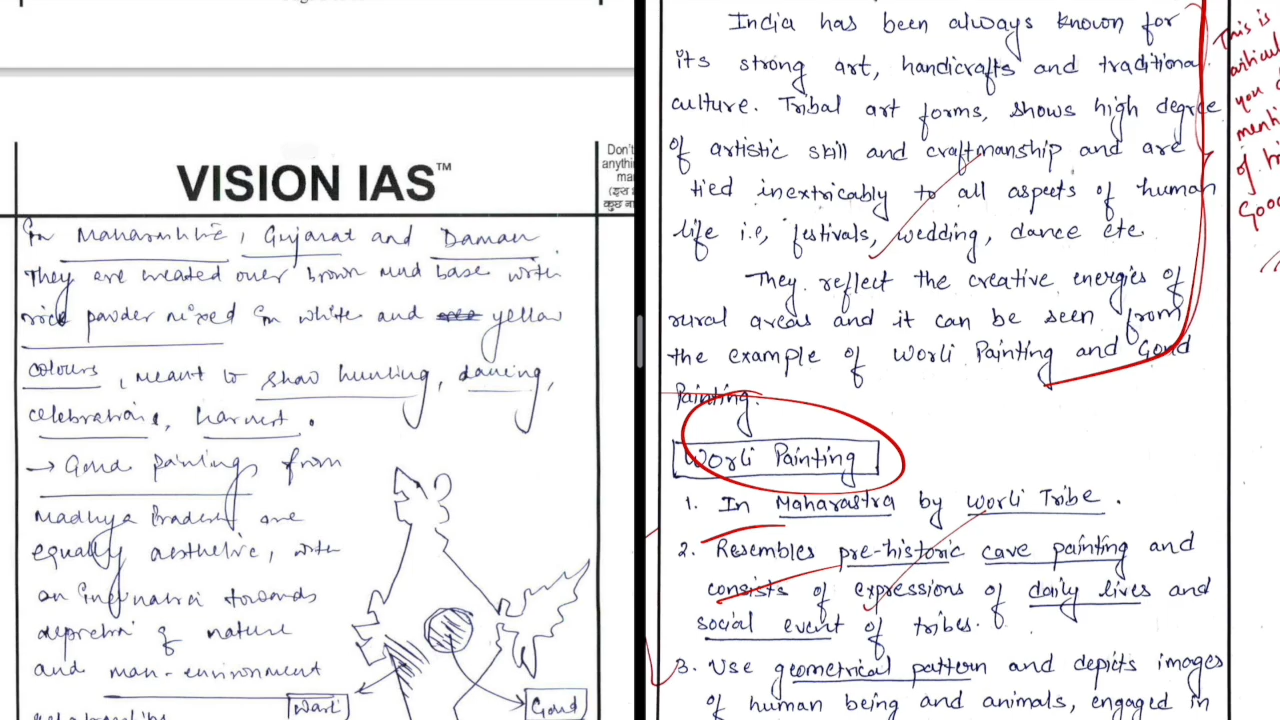 VISION IAS™
Don't
anything
ma
(इस
कुछ न
In Maharashtra, Gujarat and Daman
They are created over brown mud base with
rice powder mixed in white and yellow
colours, meant to show hunting, dancing,
celebrations, harvest.
→ Gond paintings from
Madhya Pradesh are
equally aesthetic, with
an inclination towards
depiction of nature
and man-environment
Warli
Gond
India has been always known for
its strong art, handicrafts and traditional
culture. Tribal art forms, shows high degree
of artistic skill and craftmanship and are
tied inextricably to all aspects of human
life i.e, festivals, wedding, dance etc.
They reflect the creative energies of
rural areas and it can be seen from
the example of Worli Painting and Gond
Painting.
Worli Painting
1. In Maharastra by Worli Tribe.
2. Resembles pre-historic cave painting and
consists of expressions of daily lives and
social event of tribes.
3. Use geometrical pattern and depicts images
of human being and animals, engaged in
This is
you
menti
of tri
Good